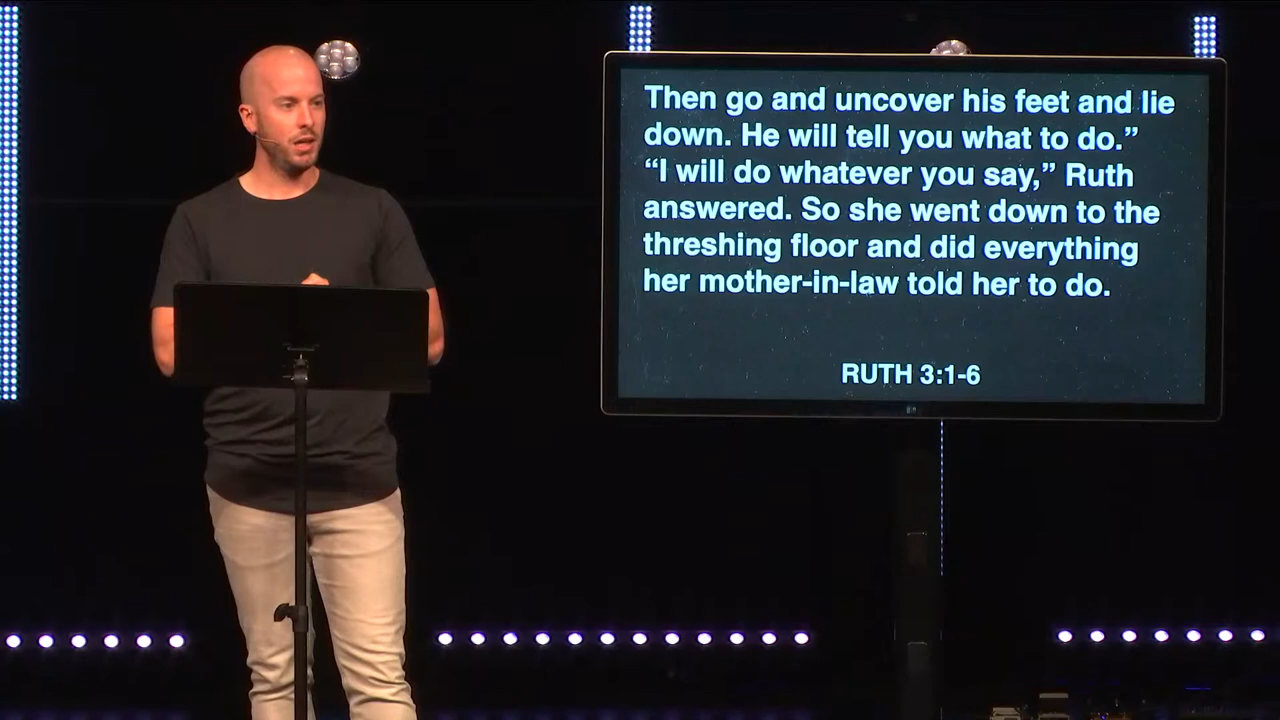 Then go and uncover his feet and lie
down. He will tell you what to do.”
“I will do whatever you say,” Ruth
answered. So she went down to the
threshing floor and did everything
her mother-in-law told her to do.
RUTH 3:1-6